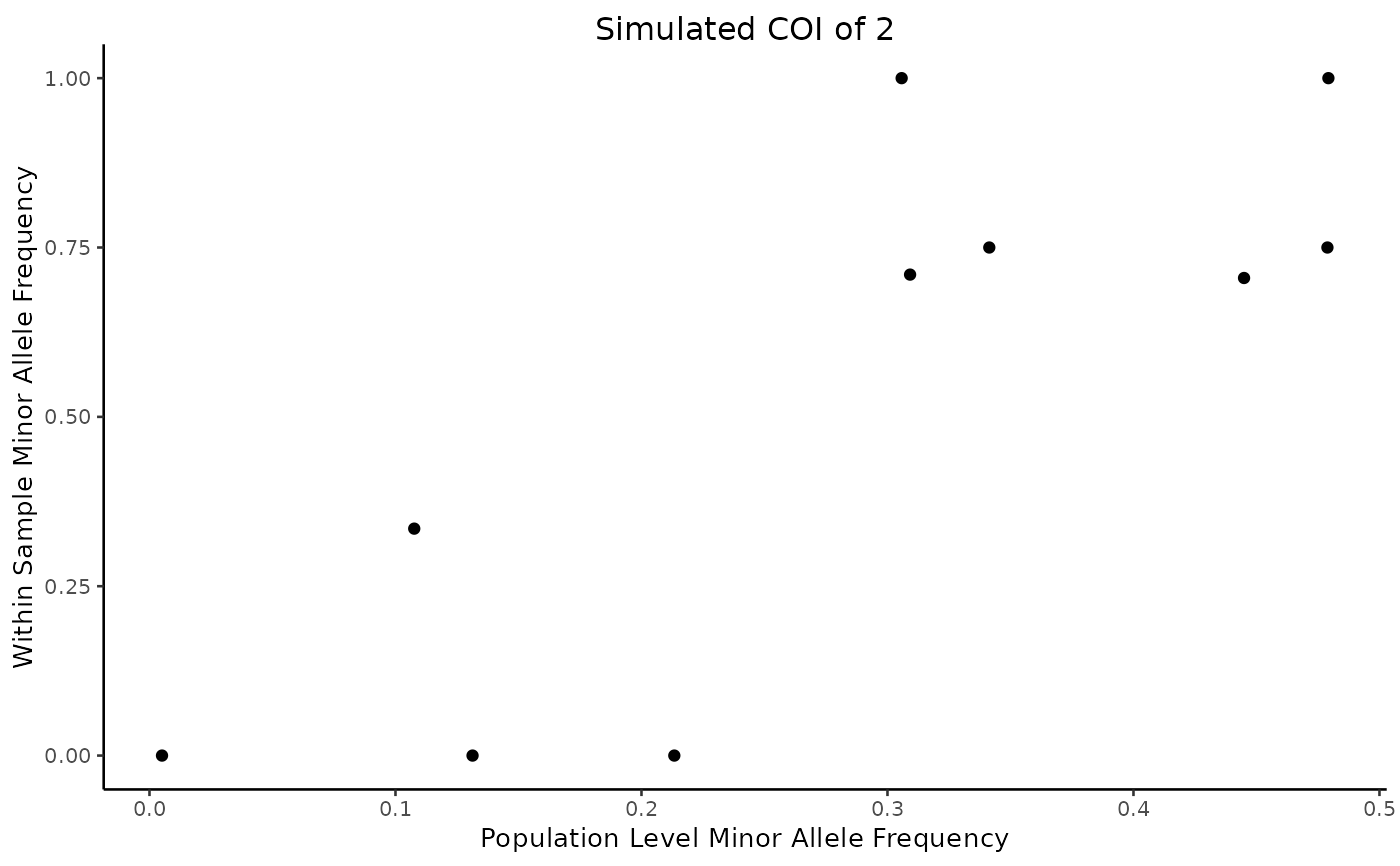 Simulated COI of 2
Within Sample Minor Allele Frequency
1.00
0.75
0.50
0.25
0.00
0.0 0.1 0.2 0.3 0.4 0.5
Population Level Minor Allele Frequency